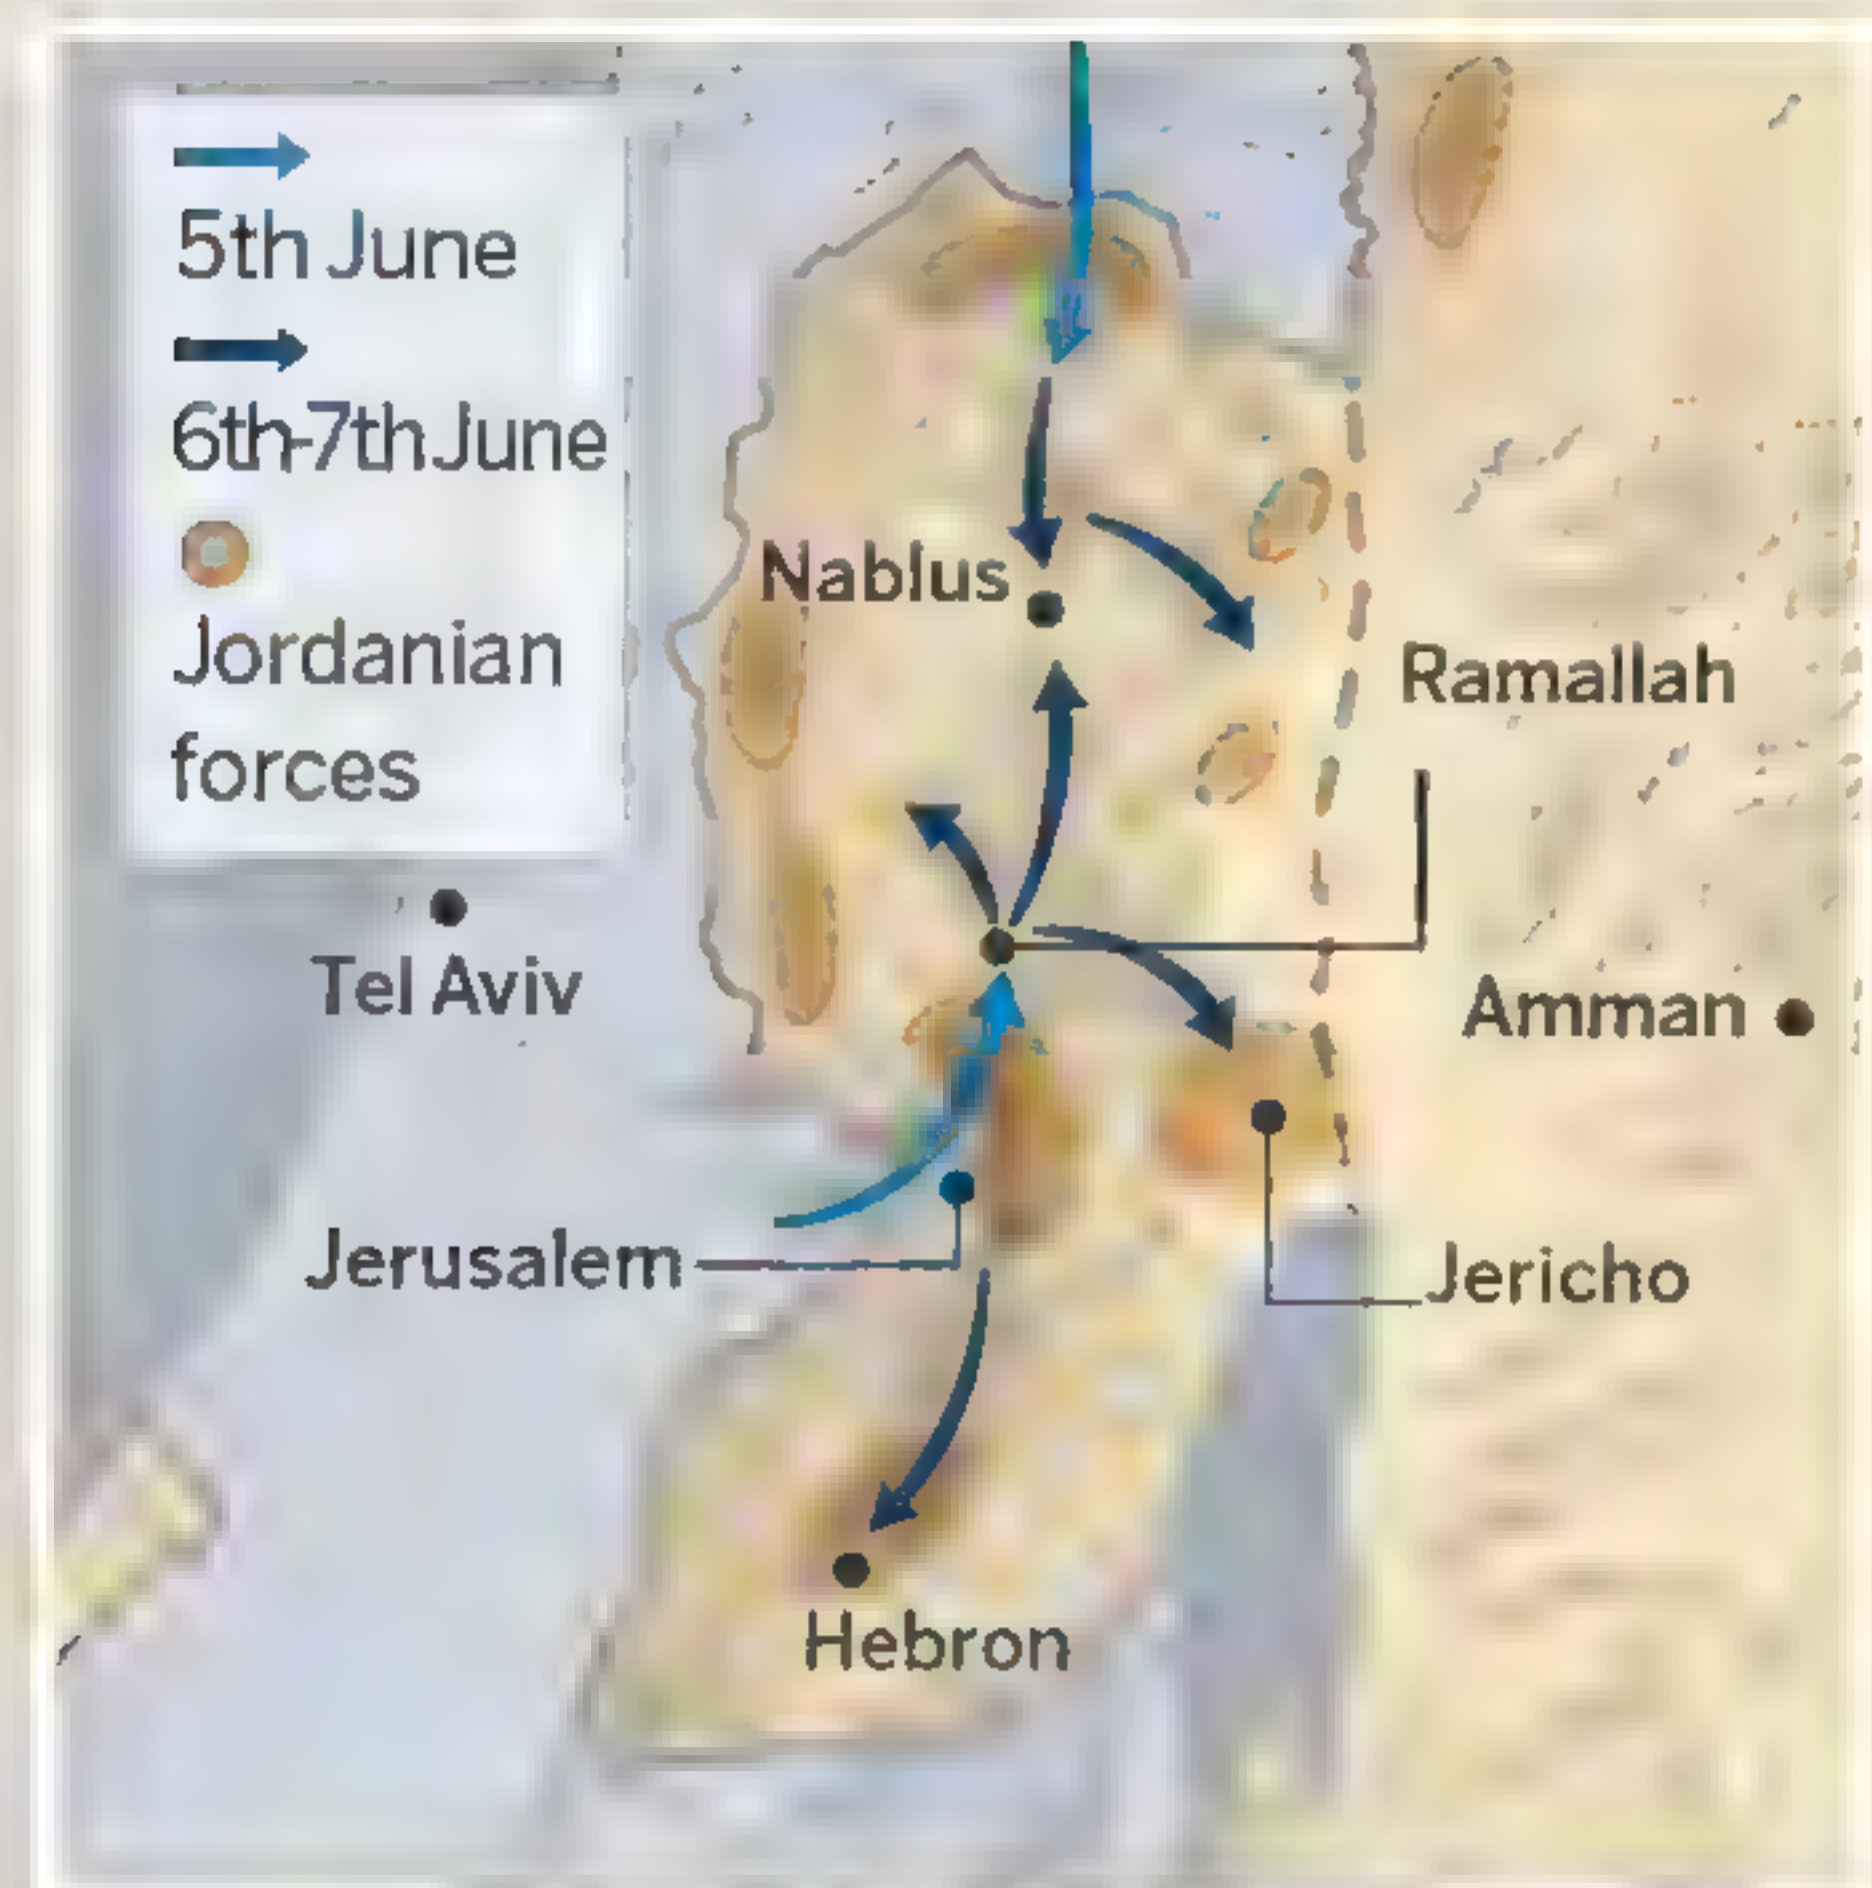 5th June
6th-7th June
Jordanian
forces
Nablus
Ramallah
Tel Aviv
Amman
Jerusalem
Jericho
Hebron